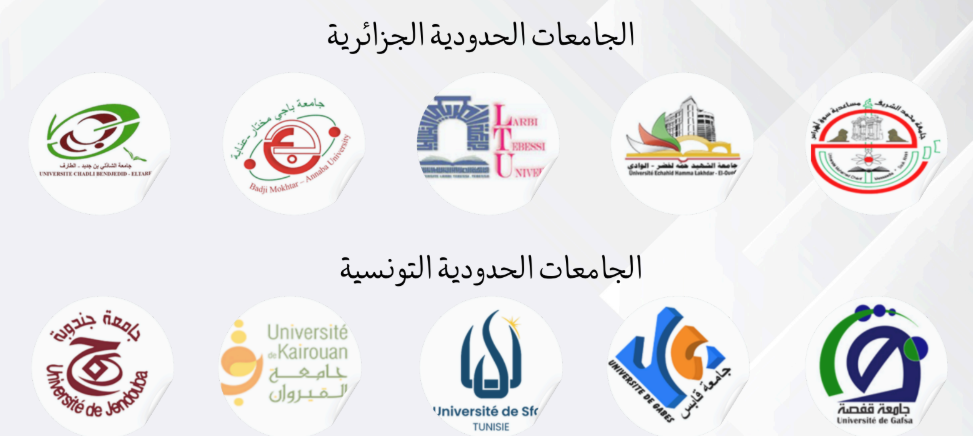 الجامعات الحدودية الجزائرية
جامعة الشاذلي بن جديد - الطارف
UNIVERSITE CHADLI BENDJEDID - ELTARF
جامعة باجي مختار - عنابة
Badji Mokhtar - Annaba University
LARBI
TEBESSI
UNIVER
جامعة الشهيد حمه لخضر - الوادي
Université Echahid Hamma Lakhdar - El-Oued
جامعة محمد الشريف مساعدية سوق أهراس
الجامعات الحدودية التونسية
جامعة جندوبة
Université de Jendouba
Université
de Kairouan
جامعة
القيروان
Université de Sfa
TUNISIE
UNIVERSITE DE GABES
جامعة قابس
جامعة قفصة
Université de Gafsa